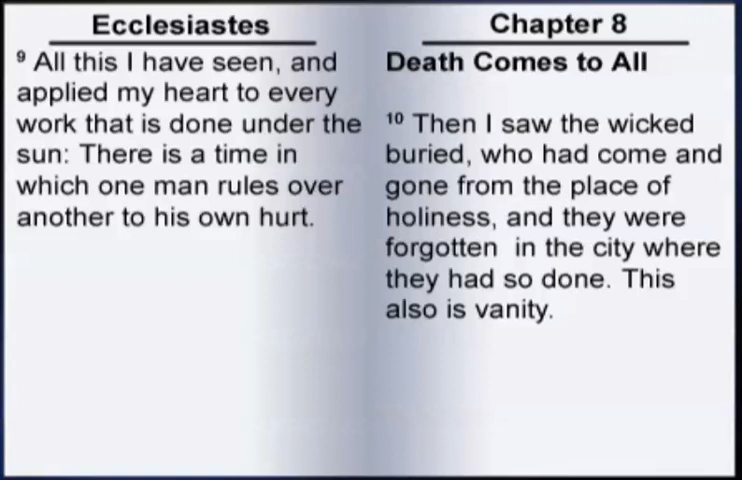 Ecclesiastes
⁹ All this I have seen, and
applied my heart to every
work that is done under the
sun: There is a time in
which one man rules over
another to his own hurt.
Chapter 8
Death Comes to All
¹⁰ Then I saw the wicked
buried, who had come and
gone from the place of
holiness, and they were
forgotten in the city where
they had so done. This
also is vanity.